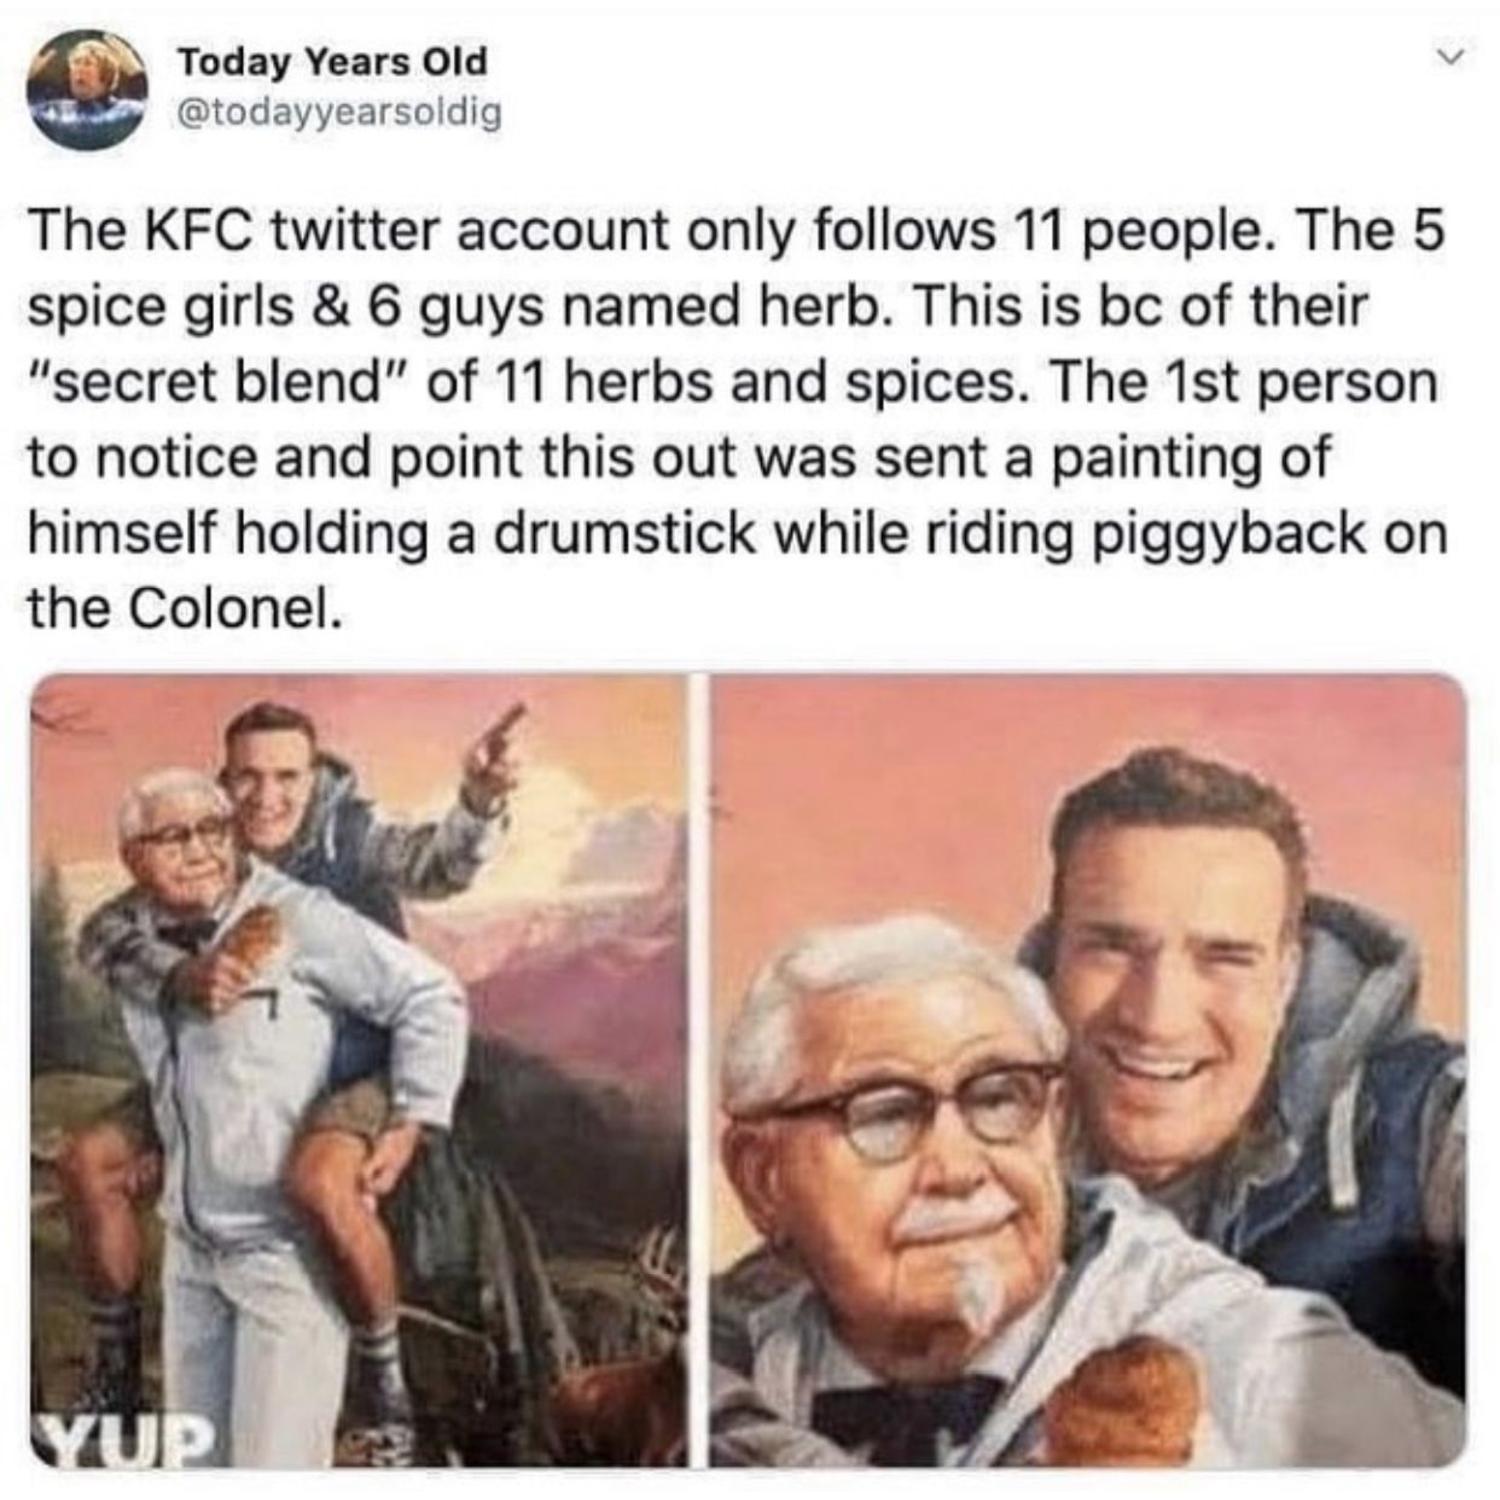 Today Years Old
@todayyearsoldig
The KFC twitter account only follows 11 people. The 5
spice girls & 6 guys named herb. This is bc of their
"secret blend" of 11 herbs and spices. The 1st person
to notice and point this out was sent a painting of
himself holding a drumstick while riding piggyback on
the Colonel.
YUP